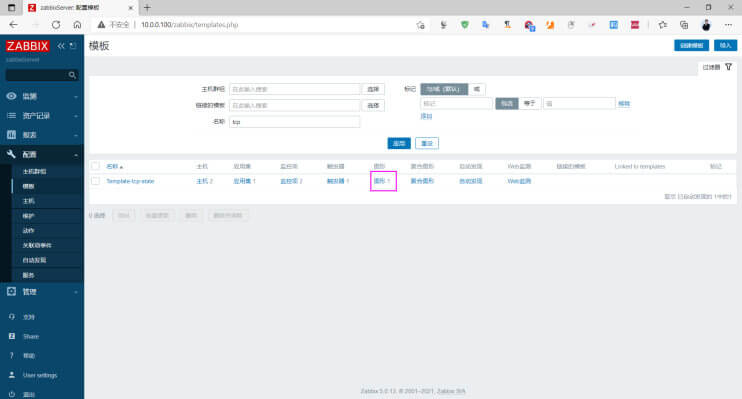 zabbixServer: 配置模板
不安全 | 10.0.0.100/zabbix/templates.php
ZABBIX
zabbixServer
模板
创建模板
导入
过滤器
主机群组 在此输入搜索 选择
链接的模板 在此输入搜索 选择
名称 tcp
标记 与/或 (默认) 或
标记 包含 等于 值 移除
添加
应用 重设
监测
资产记录
报表
配置
主机群组
模板
主机
维护
动作
关联项事件
自动发现
服务
管理
支持
Share
帮助
User settings
退出
名称 主机 应用集 监控项 触发器 图形 聚合图形 自动发现 Web监测 链接的模板 Linked to templates 标记
Template-tcp-state 主机 2 应用集 1 监控项 2 触发器 1 图形 1 聚合图形 自动发现 Web监测
显示 已自动发现的 1中的1
0 选择 导出 批量更新 删除 删除并清除
Zabbix 5.0.13. © 2001–2021, Zabbix SIA